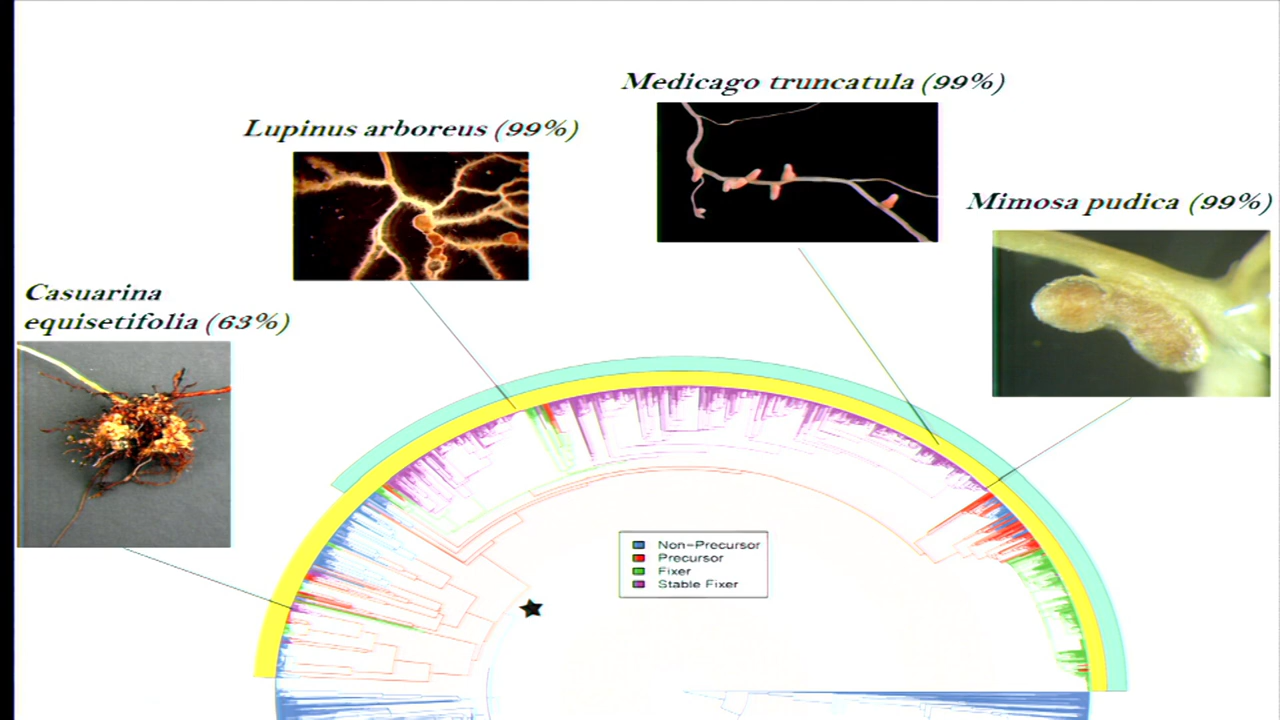 Medicago truncatula (99%)
Lupinus arboreus (99%)
Mimosa pudica (99%)
Casuarina
equisetifolia (63%)
Non-Precursor
Precursor
Fixer
Stable Fixer